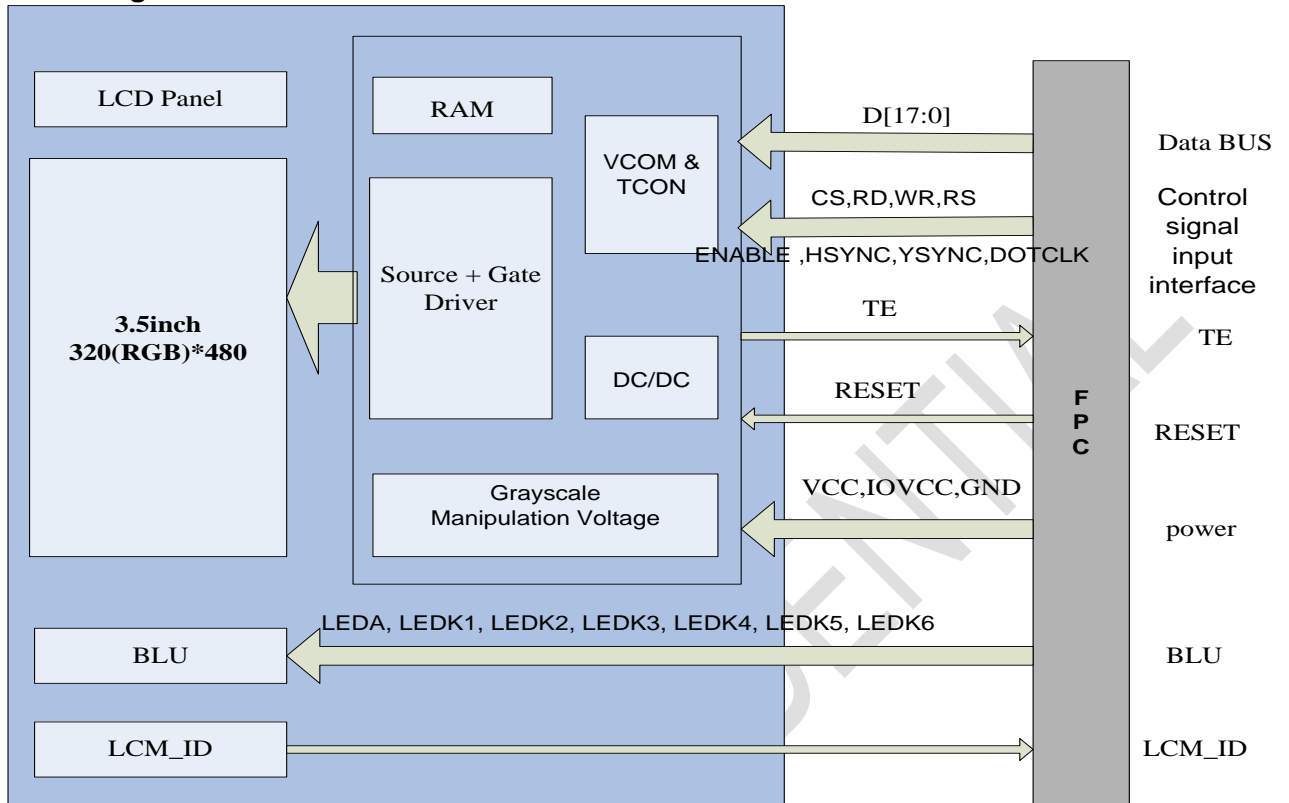 LCD Panel
3.5inch
320(RGB)*480
RAM
VCOM &
TCON
Source + Gate
Driver
DC/DC
Grayscale
Manipulation Voltage
D[17:0]
CS,RD,WR,RS
ENABLE ,HSYNC,YSYNC,DOTCLK
TE
RESET
VCC,IOVCC,GND
LEDA, LEDK1, LEDK2, LEDK3, LEDK4, LEDK5, LEDK6
BLU
LCM_ID
F
P
C
Data BUS
Control
signal
input
interface
TE
RESET
power
BLU
LCM_ID